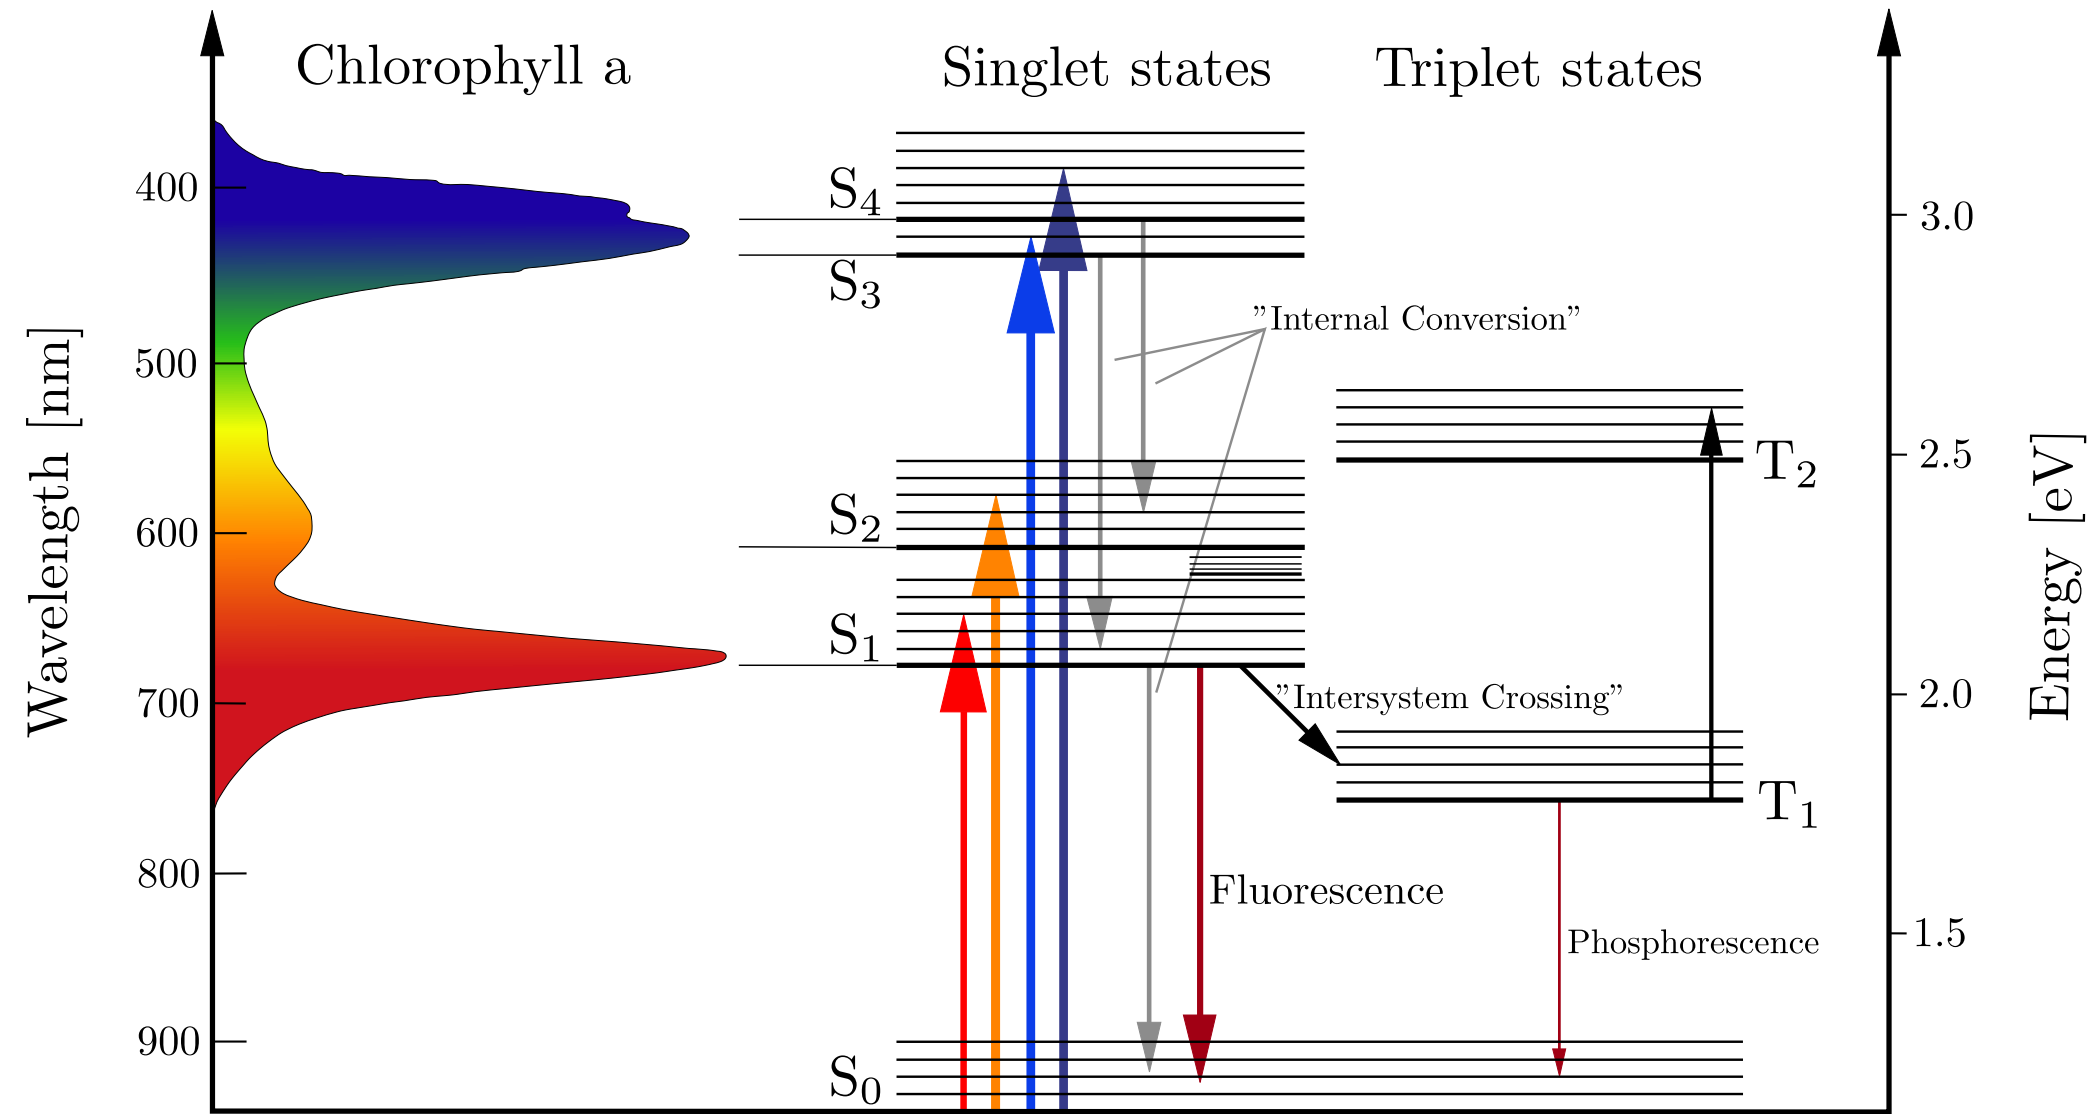 Chlorophyll a
Singlet states
Triplet states
Wavelength [nm]
400
500
600
700
800
900
S4
S3
S2
S1
S0
"Internal Conversion"
"Intersystem Crossing"
Fluorescence
Phosphorescence
T2
T1
3.0
2.5
2.0
1.5
Energy [eV]